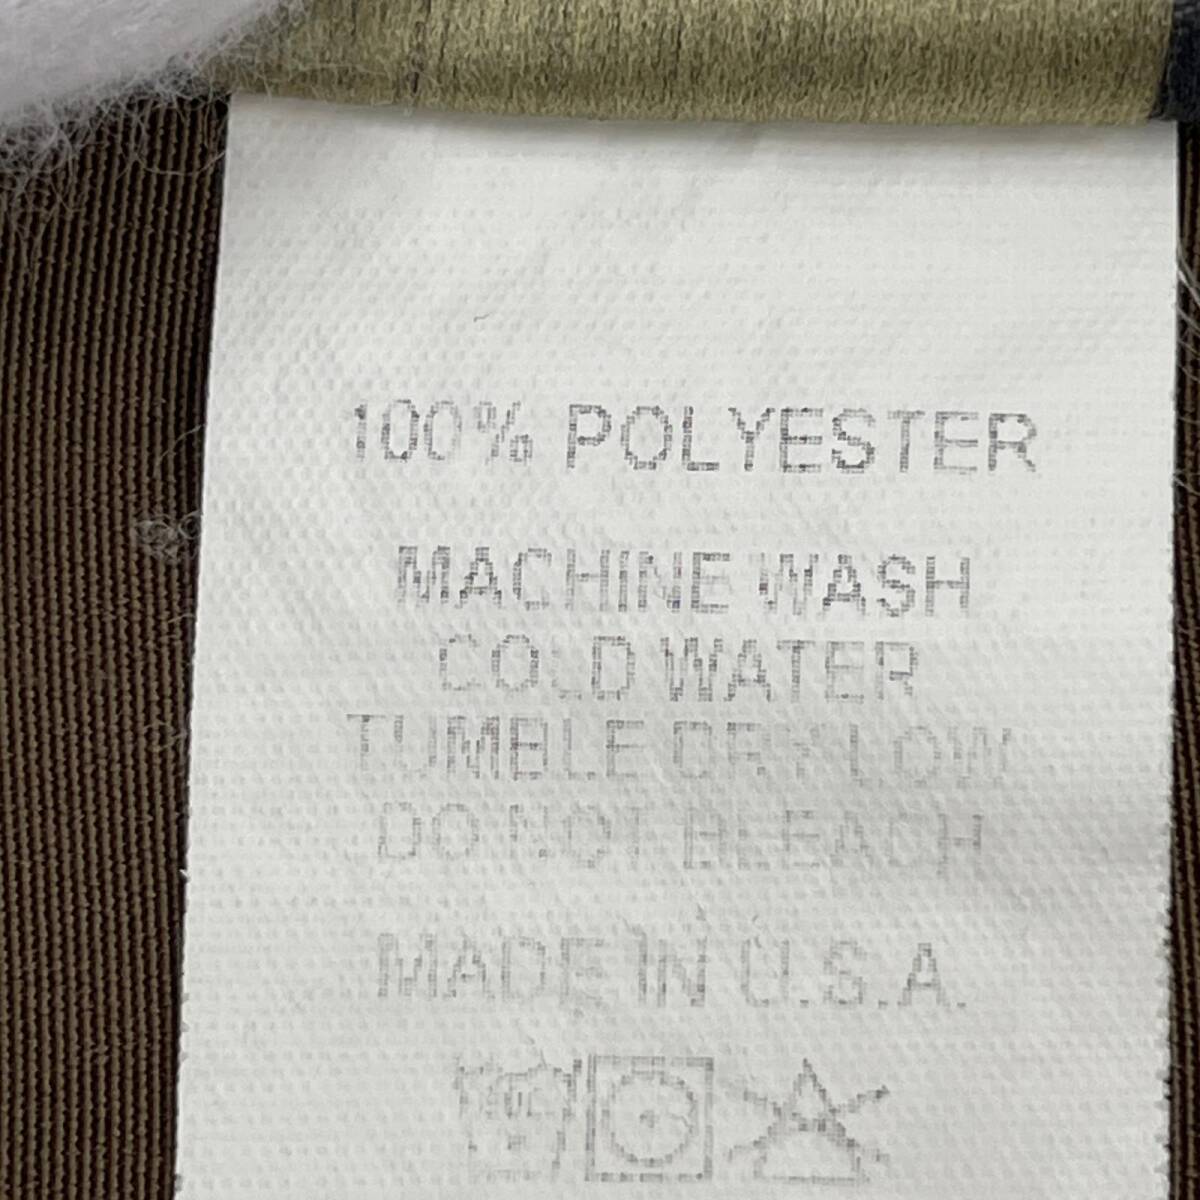 100% POLYESTER
MACHINE WASH
COLD WATER
TUMBLE DRY LOW
DO NOT BLEACH
MADE IN U.S.A.